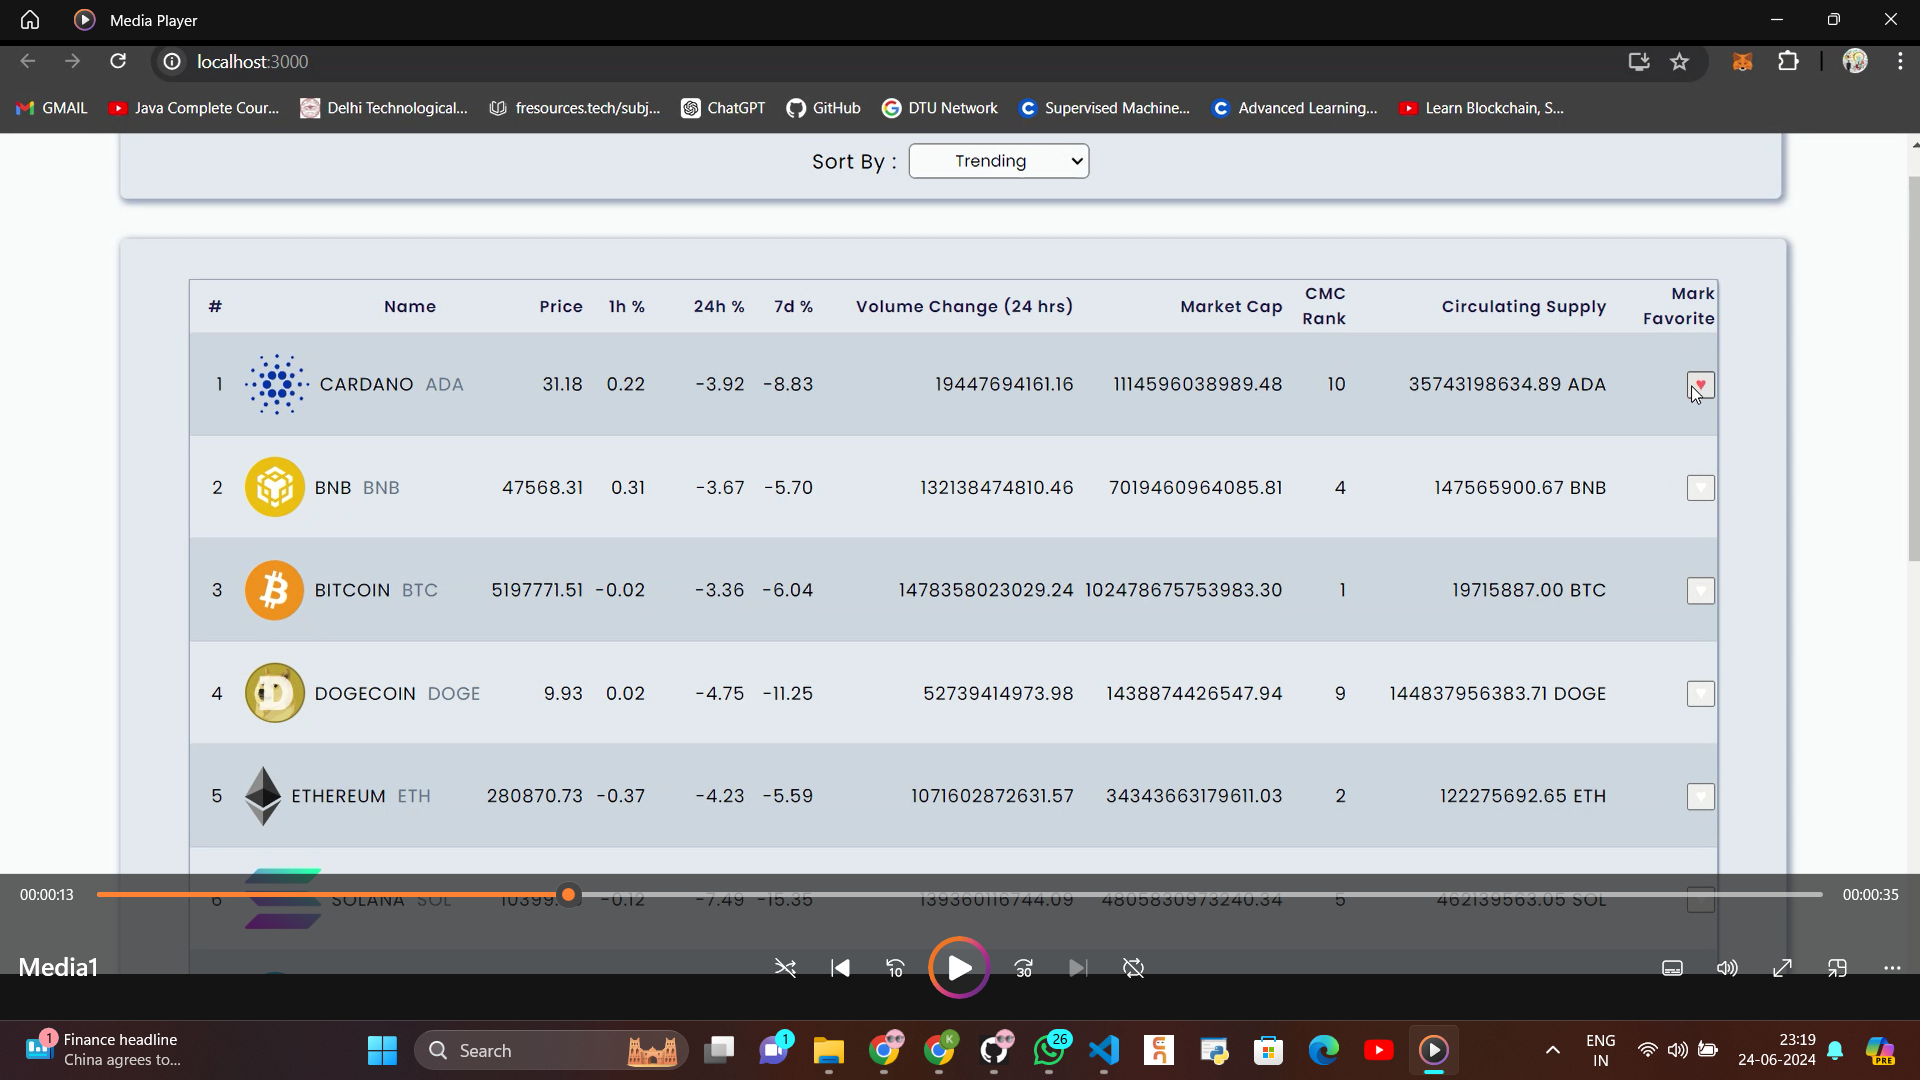 Media Player
localhost:3000
GMAIL Java Complete Cour... Delhi Technological... fresources.tech/subj... ChatGPT GitHub DTU Network Supervised Machine... Advanced Learning... Learn Blockchain, S...
Sort By : Trending
# Name Price 1h % 24h % 7d % Volume Change (24 hrs) Market Cap CMC Rank Circulating Supply Mark Favorite
1 CARDANO ADA 31.18 0.22 -3.92 -8.83 19447694161.16 1114596038989.48 10 35743198634.89 ADA
2 BNB BNB 47568.31 0.31 -3.67 -5.70 132138474810.46 7019460964085.81 4 147565900.67 BNB
3 BITCOIN BTC 5197771.51 -0.02 -3.36 -6.04 1478358023029.24 102478675753983.30 1 19715887.00 BTC
4 DOGECOIN DOGE 9.93 0.02 -4.75 -11.25 52739414973.98 1438874426547.94 9 144837956383.71 DOGE
5 ETHEREUM ETH 280870.73 -0.37 -4.23 -5.59 1071602872631.57 34343663179611.03 2 122275692.65 ETH
6 SOLANA SOL -0.12 -7.49 -15.35 139360116744.09 4805830973240.34 5 462139563.05 SOL
00:00:13 00:00:35
Media1 10 30
1 Finance headline
China agrees to...
Search
1
K
26
ENG
IN
23:19
24-06-2024
PRE